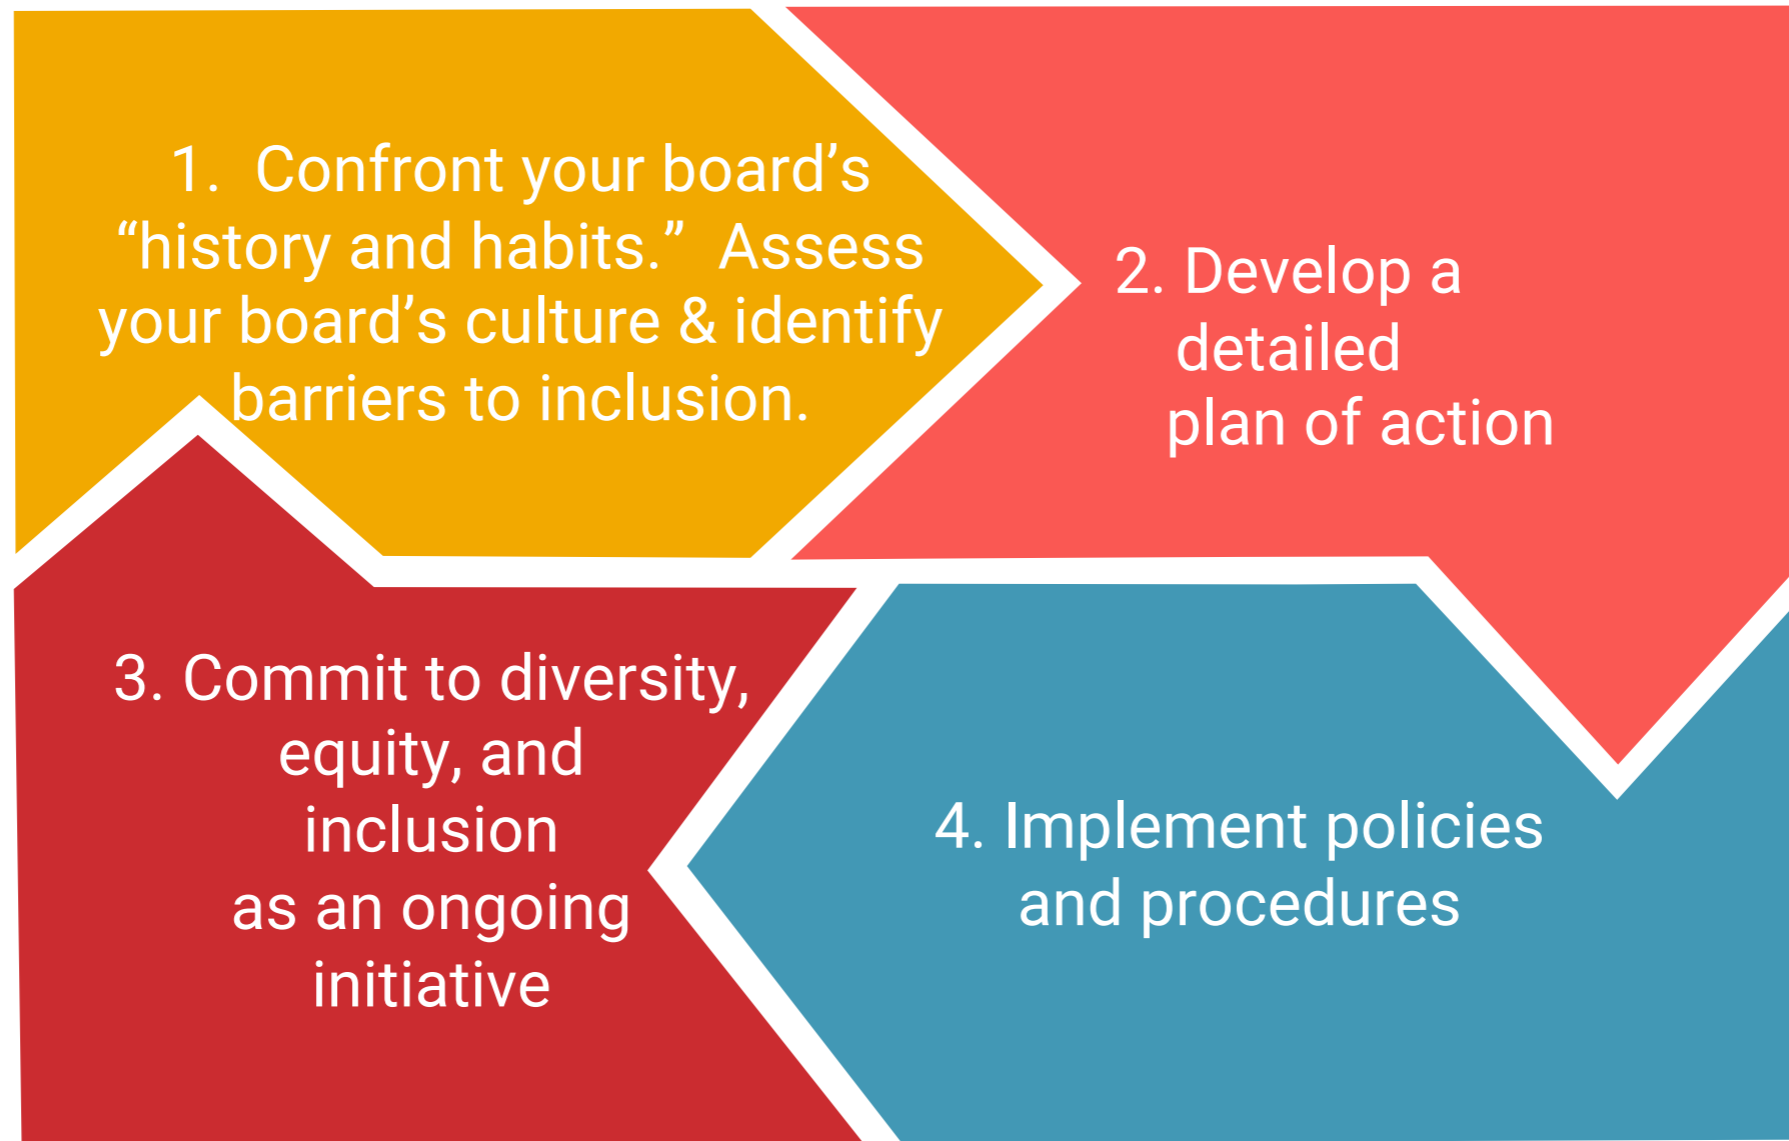 1. Confront your board’s
“history and habits.” Assess
your board’s culture & identify
barriers to inclusion.
2. Develop a
detailed
plan of action
3. Commit to diversity,
equity, and
inclusion
as an ongoing
initiative
4. Implement policies
and procedures